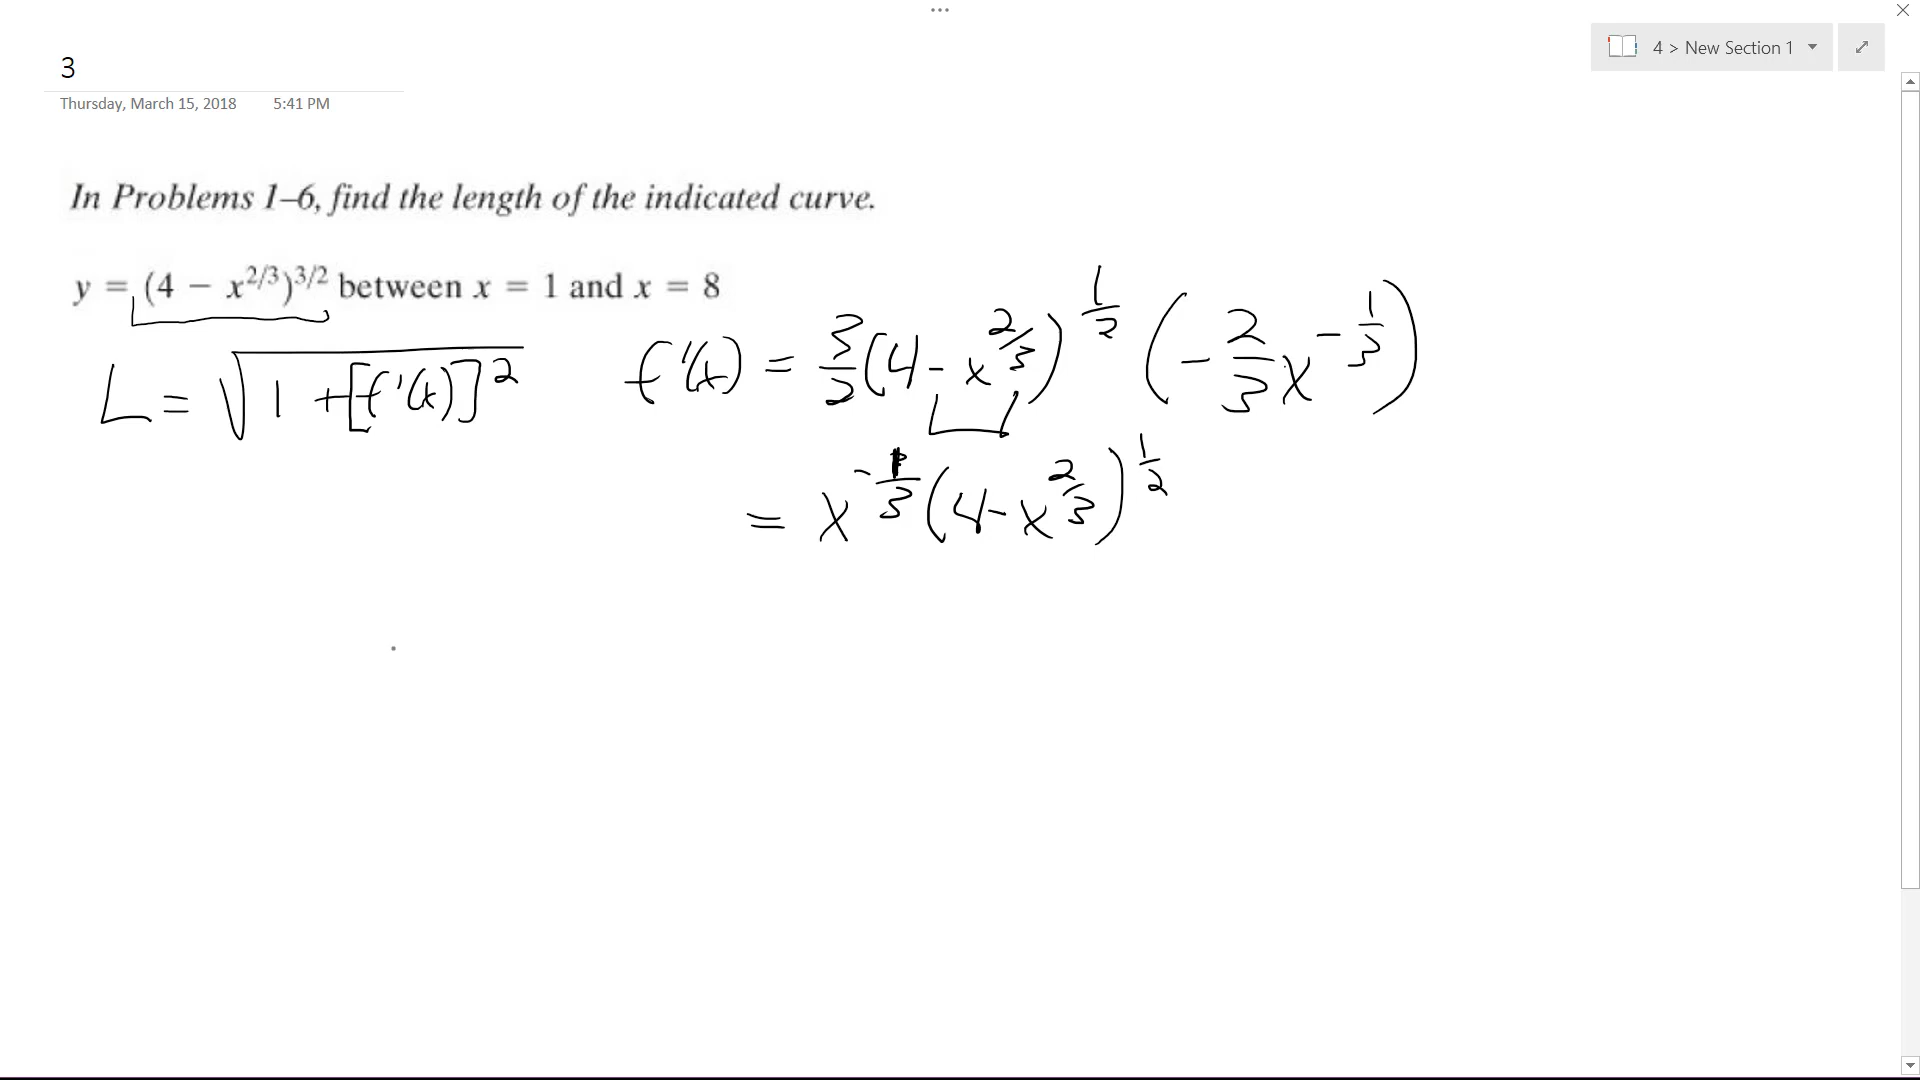 4 > New Section 1
3
Thursday, March 15, 2018 5:41 PM
In Problems 1–6, find the length of the indicated curve.
y = (4 − x^{2/3})^{3/2} between x = 1 and x = 8
L = √(1 + [f'(x)]^2)
f'(x) = 3/2 (4 - x^{2/3})^{1/2} (-2/3 x^{-1/3})
= x^{-1/3} (4 - x^{2/3})^{1/2}